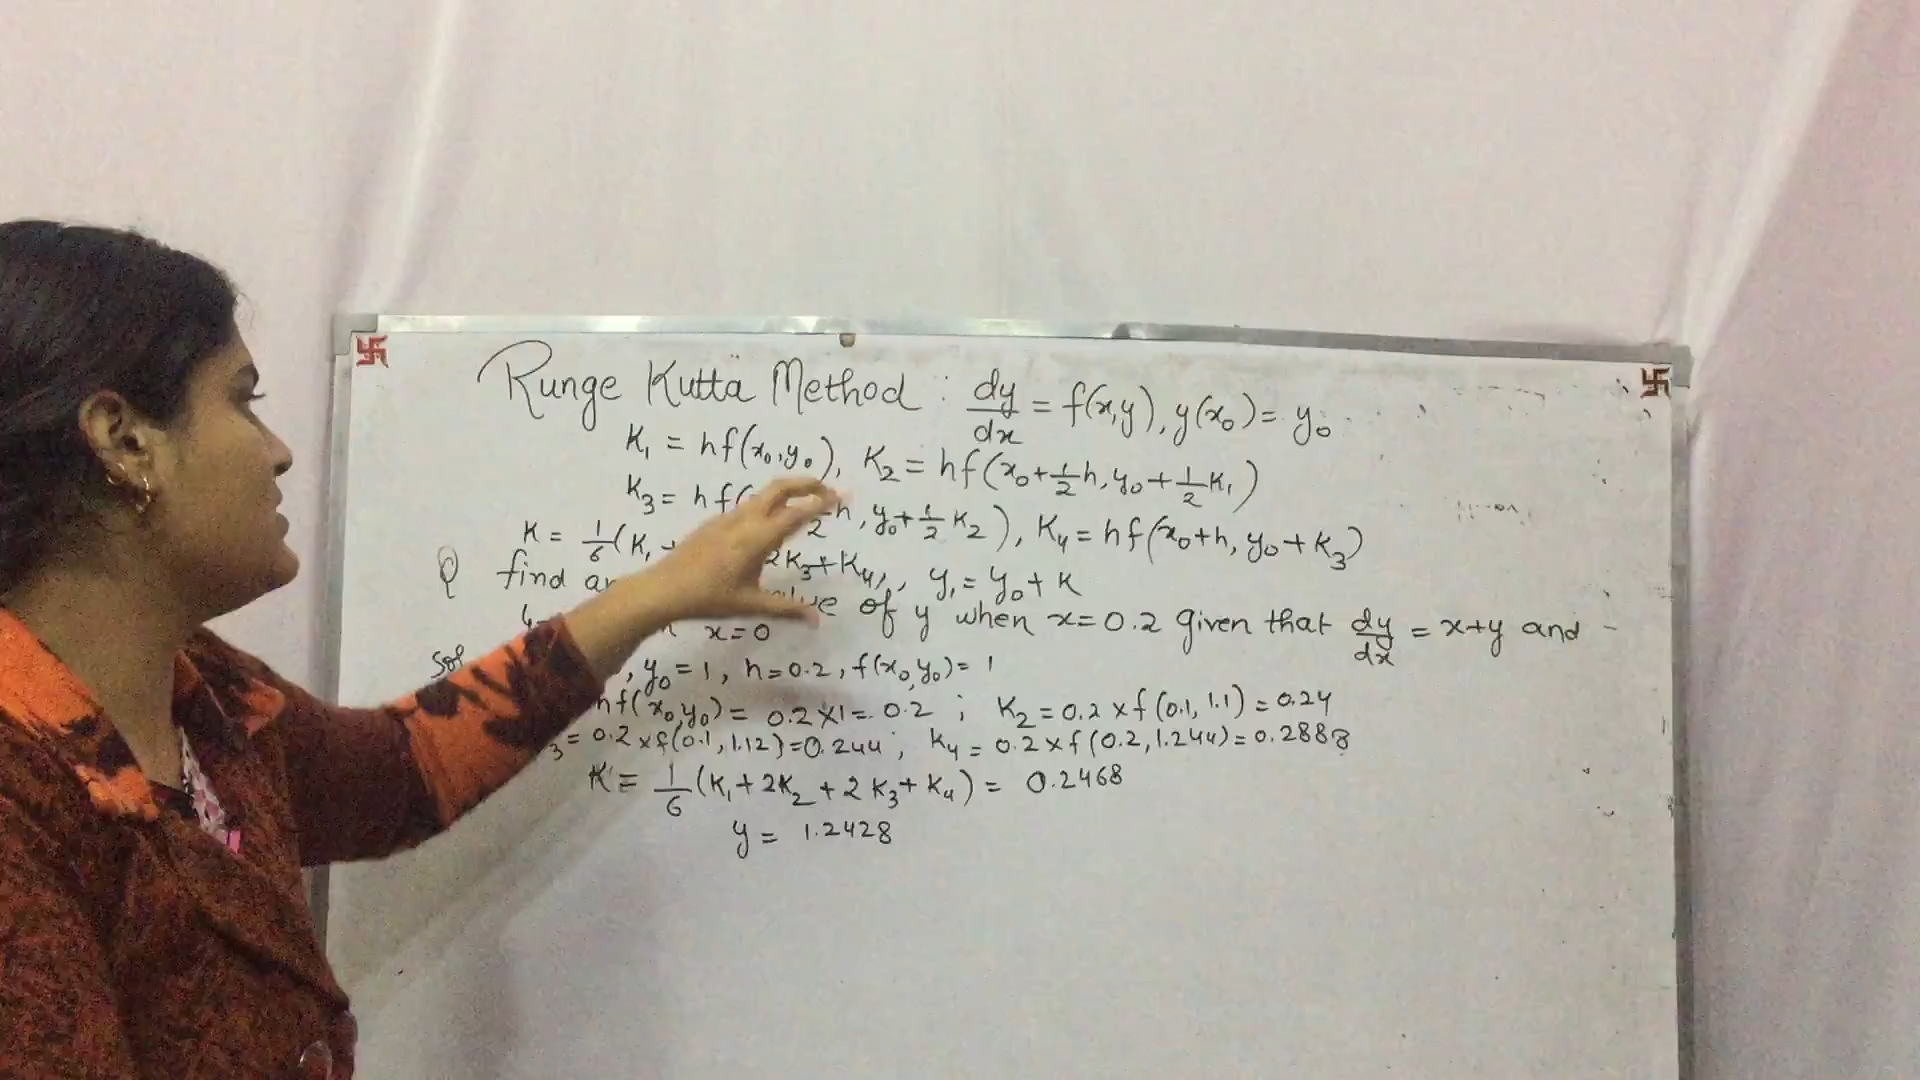 Runge Kutta Method : dy/dx = f(x,y), y(x₀) = y₀
K₁ = hf(x₀,y₀), K₂ = hf(x₀+1/2h, y₀+1/2K₁)
K₃ = hf( 1/2h, y₀+1/2K₂), K₄ = hf(x₀+h, y₀+K₃)
K = 1/6(K₁ + 2K₃+K₄), y₁ = y₀+K
Q find of y when x=0.2 given that dy/dx = x+y and
x=0
Sol , y₀=1, h=0.2, f(x₀,y₀)= 1
hf(x₀,y₀)= 0.2×1=0.2 ; K₂=0.2×f(0.1, 1.1)=0.24
₃=0.2×f(0.1, 1.12)=0.244; K₄=0.2×f(0.2,1.244)=0.2888
K = 1/6(K₁+2K₂+2K₃+K₄) = 0.2468
y = 1.2428